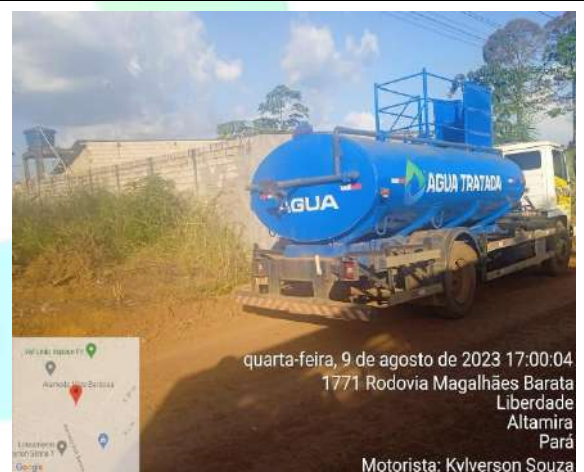 AGUA TRATADA
AGUA
quarta-feira, 9 de agosto de 2023 17:00:04
1771 Rodovia Magalhães Barata
Liberdade
Altamira
Pará
Motorista: Kylverson Souza
Google